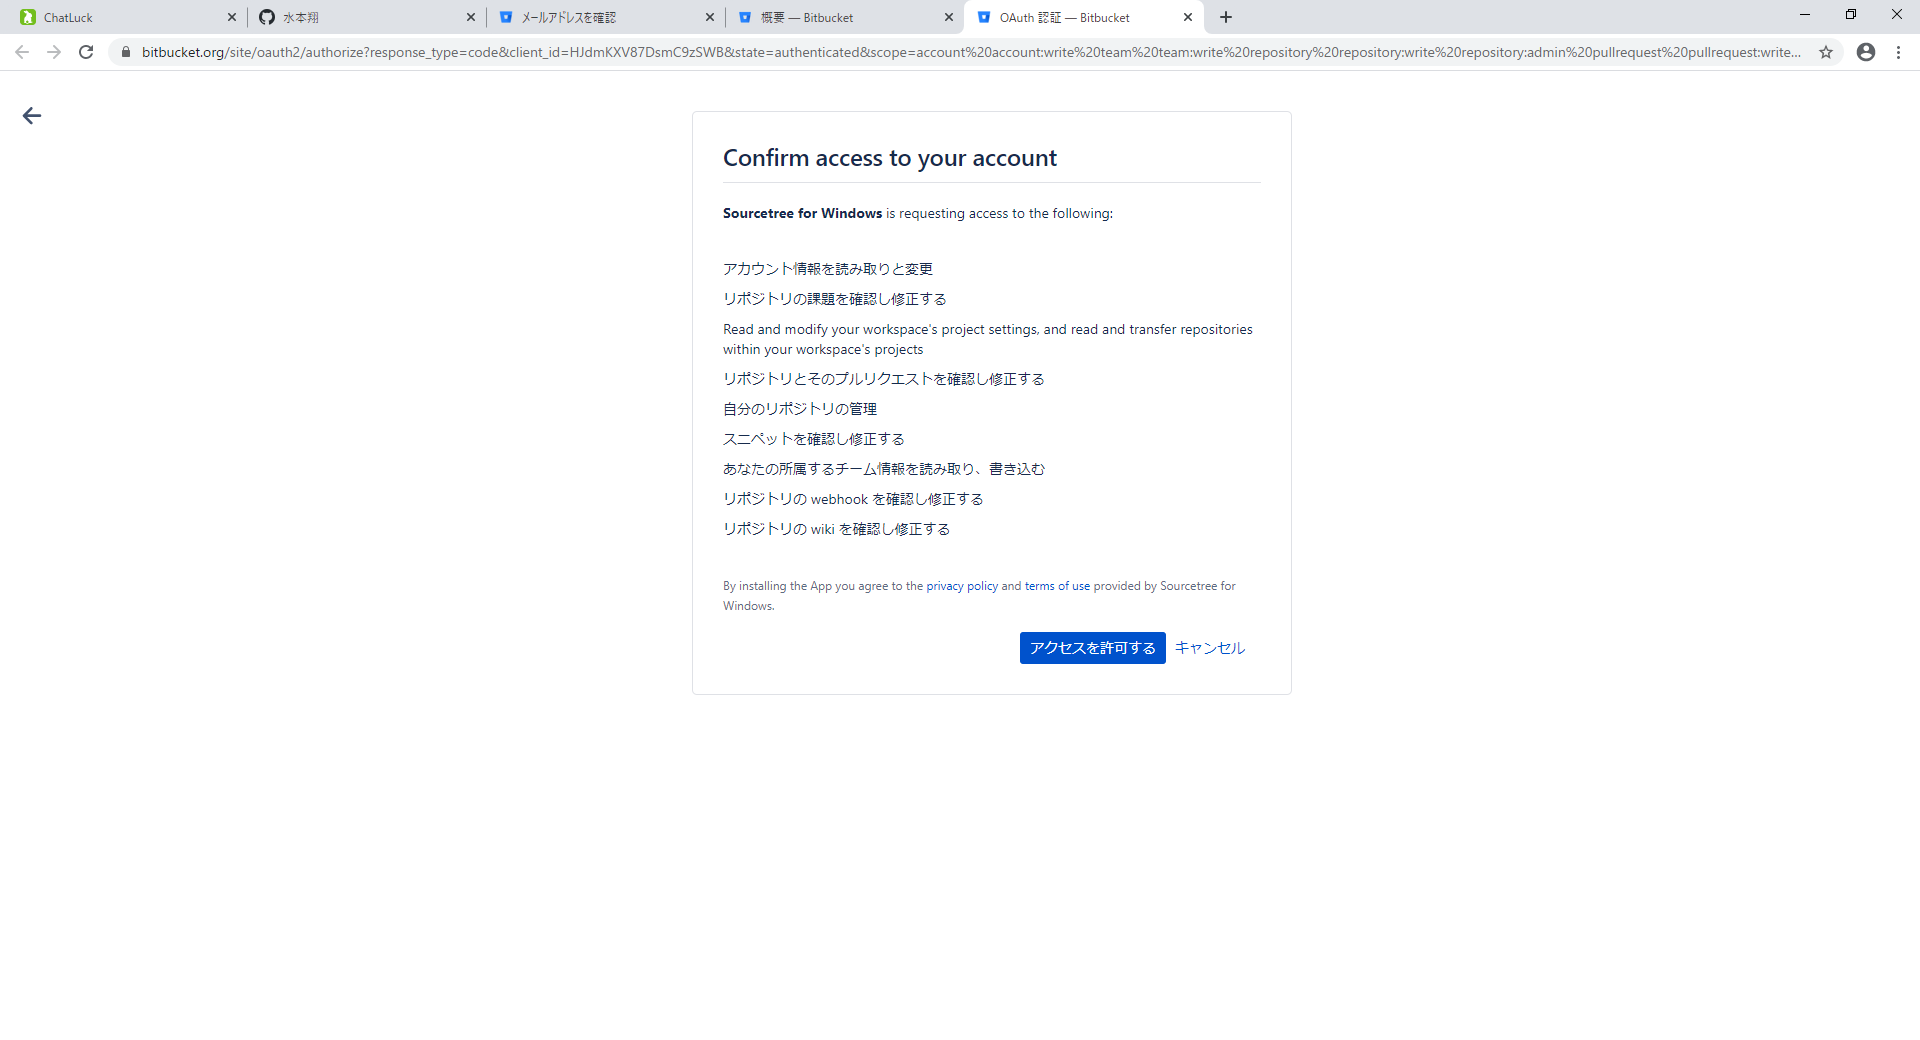 ChatLuck
水本翔
メールアドレスを確認
概要 — Bitbucket
OAuth 認証 — Bitbucket
bitbucket.org/site/oauth2/authorize?response_type=code&client_id=HJdmKXV87DsmC9zSWB&state=authenticated&scope=account%20account:write%20team%20team:write%20repository%20repository:write%20repository:admin%20pullrequest%20pullrequest:write...
Confirm access to your account
Sourcetree for Windows is requesting access to the following:
アカウント情報を読み取りと変更
リポジトリの課題を確認し修正する
Read and modify your workspace's project settings, and read and transfer repositories
within your workspace's projects
リポジトリとそのプルリクエストを確認し修正する
自分のリポジトリの管理
スニペットを確認し修正する
あなたの所属するチーム情報を読み取り、書き込む
リポジトリの webhook を確認し修正する
リポジトリの wiki を確認し修正する
By installing the App you agree to the privacy policy and terms of use provided by Sourcetree for
Windows.
アクセスを許可する キャンセル